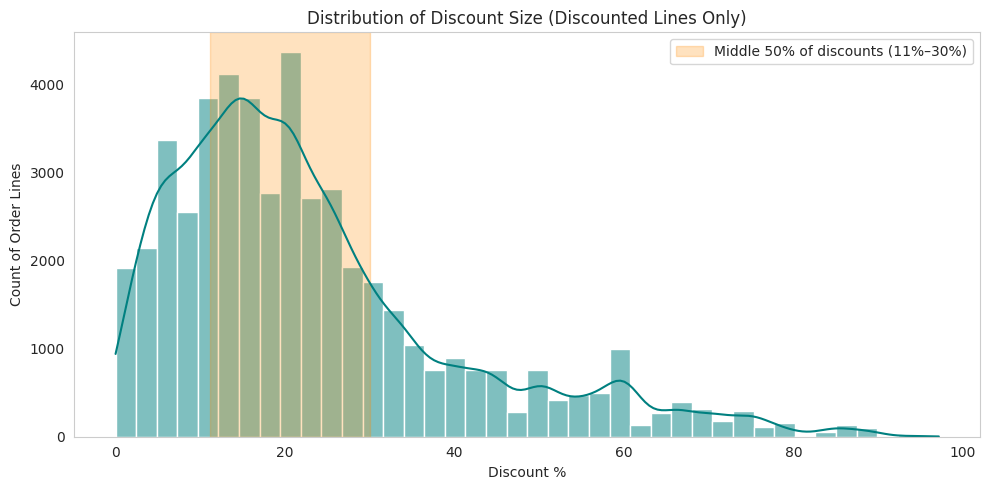 Distribution of Discount Size (Discounted Lines Only)
Middle 50% of discounts (11%–30%)
Count of Order Lines
4000
3000
2000
1000
0
0 20 40 60 80 100
Discount %